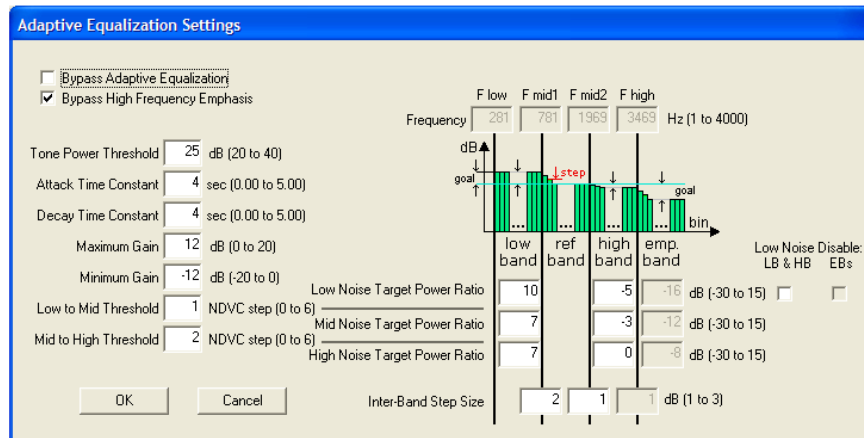 Adaptive Equalization Settings
Bypass Adaptive Equalization
Bypass High Frequency Emphasis
F low F mid1 F mid2 F high
Frequency 281 781 1969 3469 Hz (1 to 4000)
Tone Power Threshold 25 dB (20 to 40)
Attack Time Constant 4 sec (0.00 to 5.00)
Decay Time Constant 4 sec (0.00 to 5.00)
Maximum Gain 12 dB (0 to 20)
Minimum Gain -12 dB (-20 to 0)
Low to Mid Threshold 1 NDVC step (0 to 6)
Mid to High Threshold 2 NDVC step (0 to 6)
dB
goal
step
goal
... ... ... ...
bin
low band ref band high band emp. band
Low Noise Disable:
LB & HB EBs
Low Noise Target Power Ratio 10 -5 -16 dB (-30 to 15)
Mid Noise Target Power Ratio 7 -3 -12 dB (-30 to 15)
High Noise Target Power Ratio 7 0 -8 dB (-30 to 15)
Inter-Band Step Size 2 1 1 dB (1 to 3)
OK Cancel